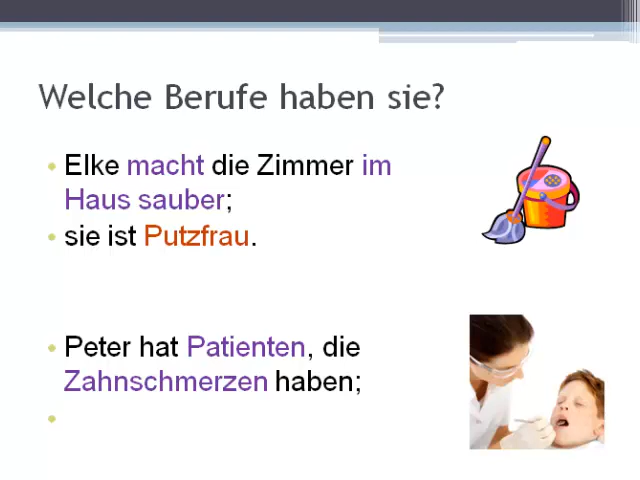 Welche Berufe haben sie?
• Elke macht die Zimmer im
Haus sauber;
• sie ist Putzfrau.
• Peter hat Patienten, die
Zahnschmerzen haben;
•